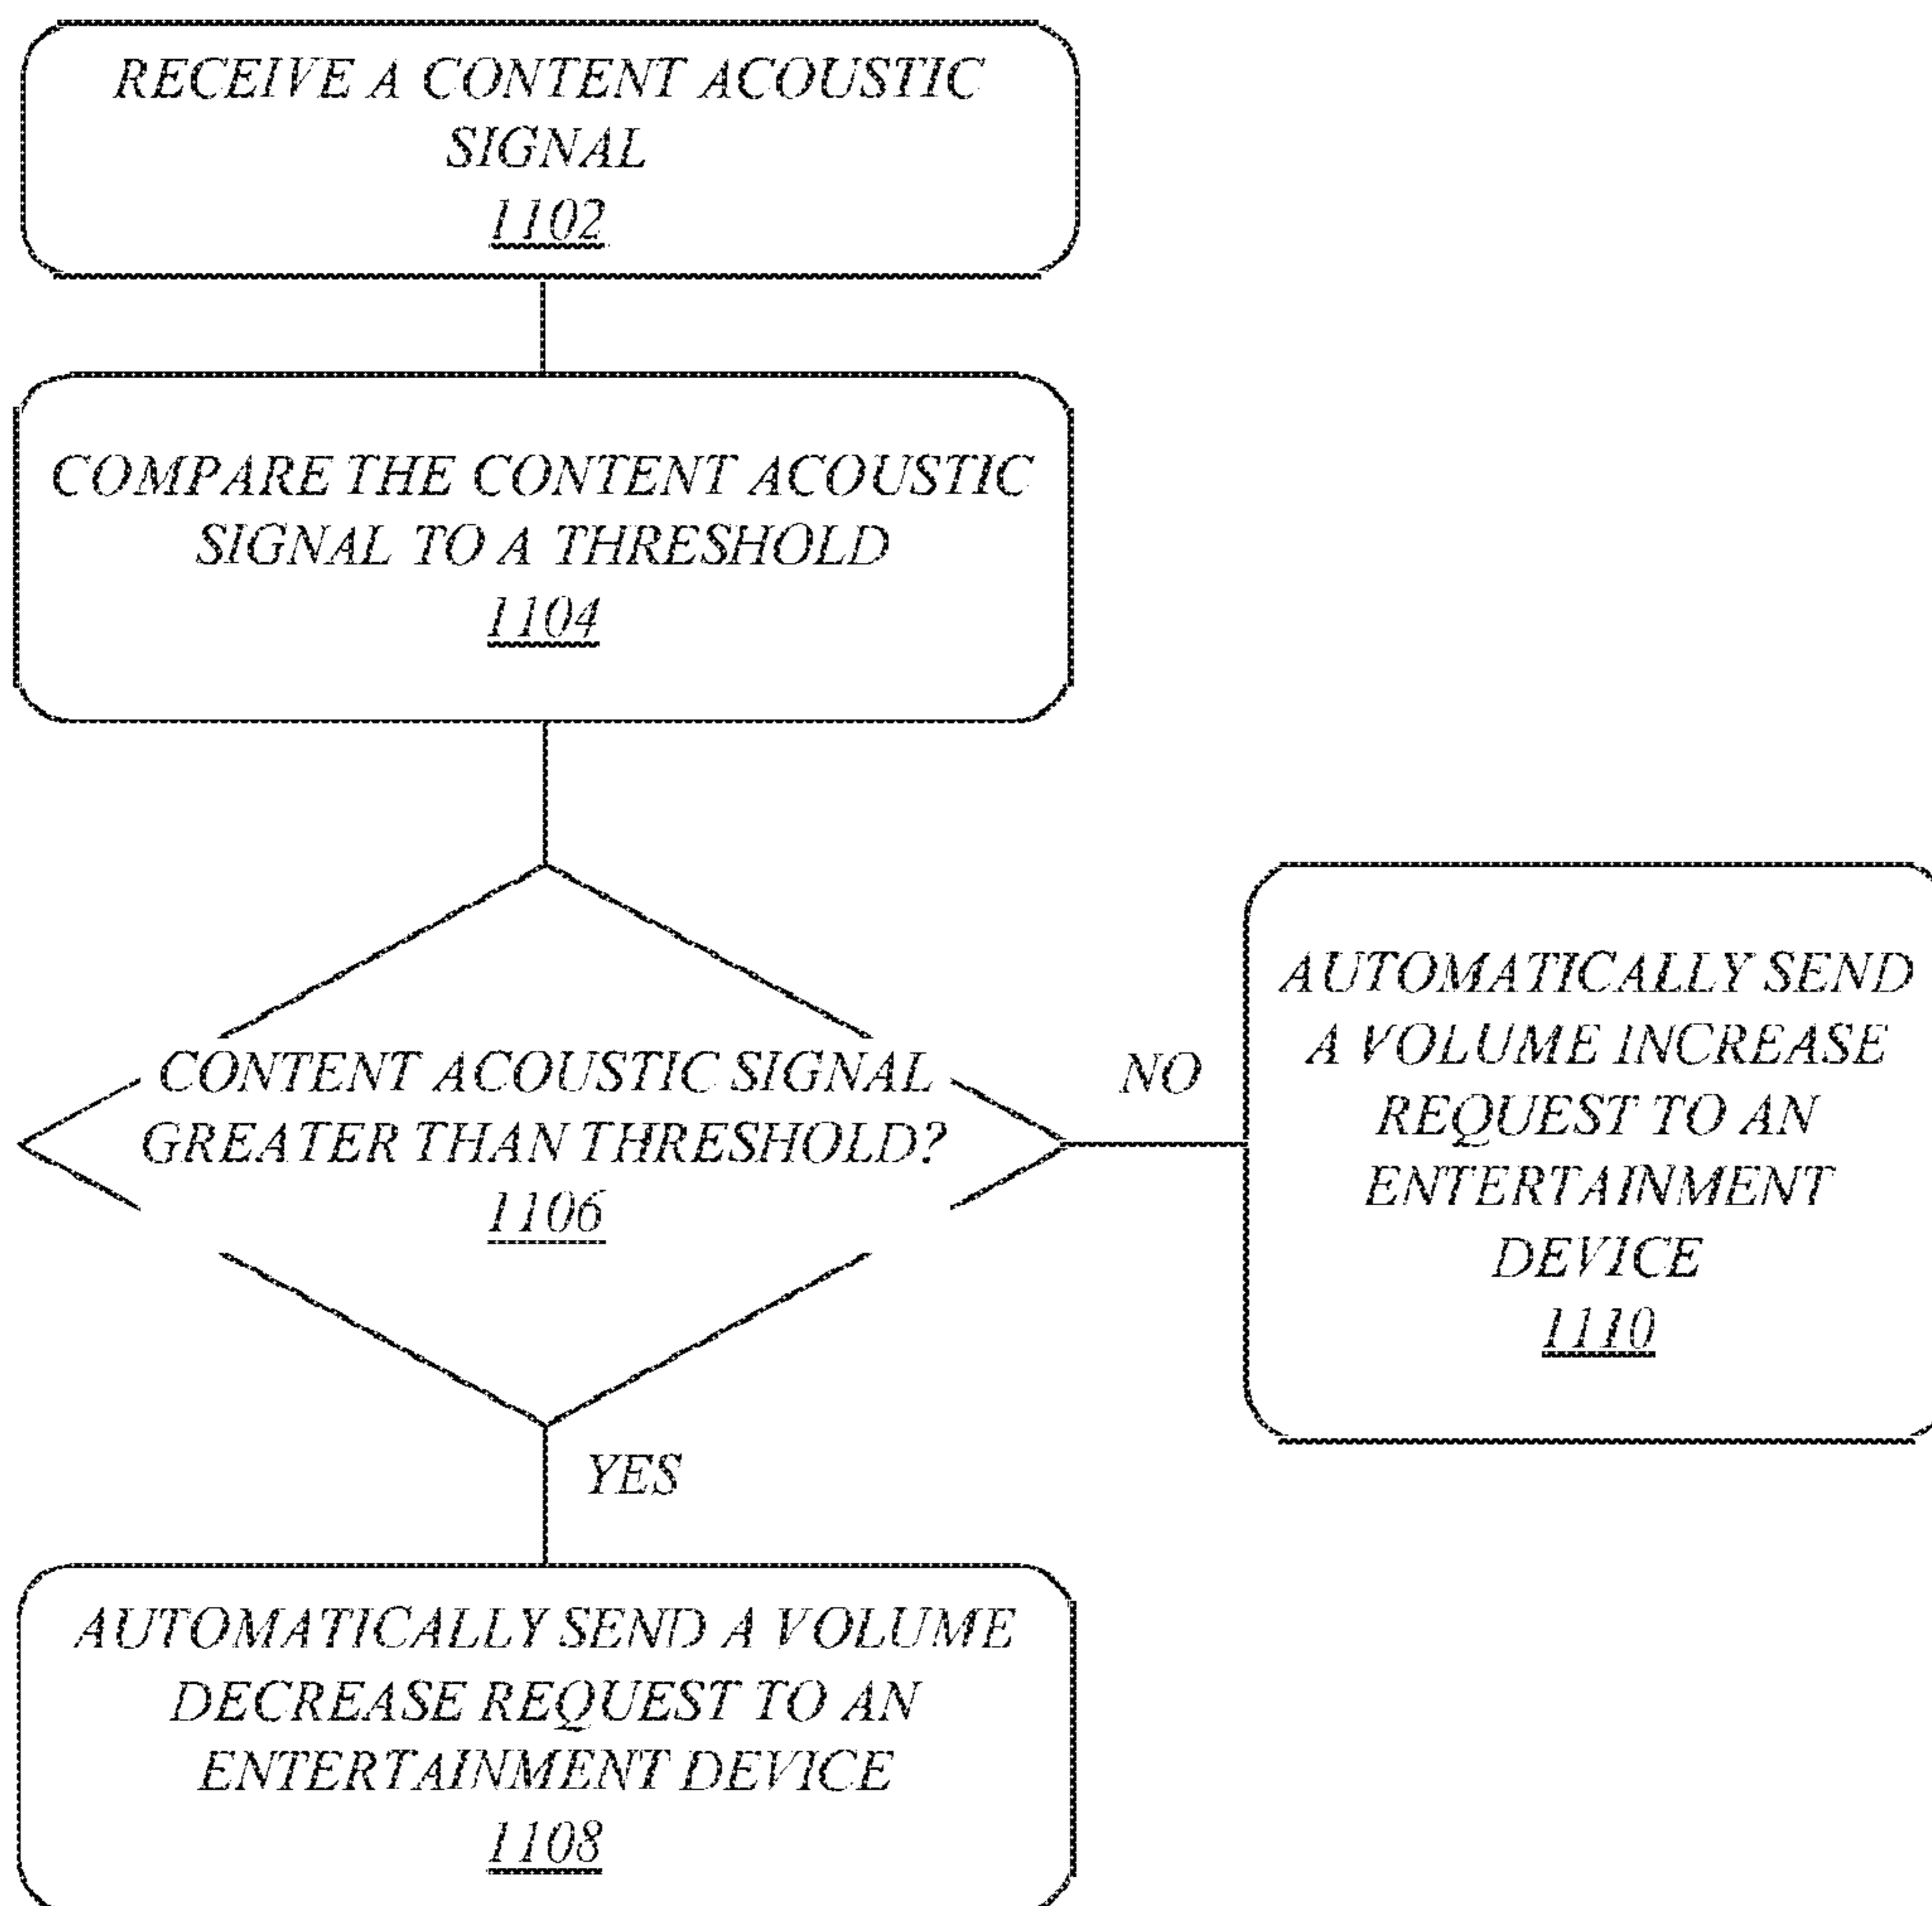 RECEIVE A CONTENT ACOUSTIC
SIGNAL
1102
COMPARE THE CONTENT ACOUSTIC
SIGNAL TO A THRESHOLD
1104
CONTENT ACOUSTIC SIGNAL
GREATER THAN THRESHOLD?
1106
NO
AUTOMATICALLY SEND
A VOLUME INCREASE
REQUEST TO AN
ENTERTAINMENT
DEVICE
1110
YES
AUTOMATICALLY SEND A VOLUME
DECREASE REQUEST TO AN
ENTERTAINMENT DEVICE
1108